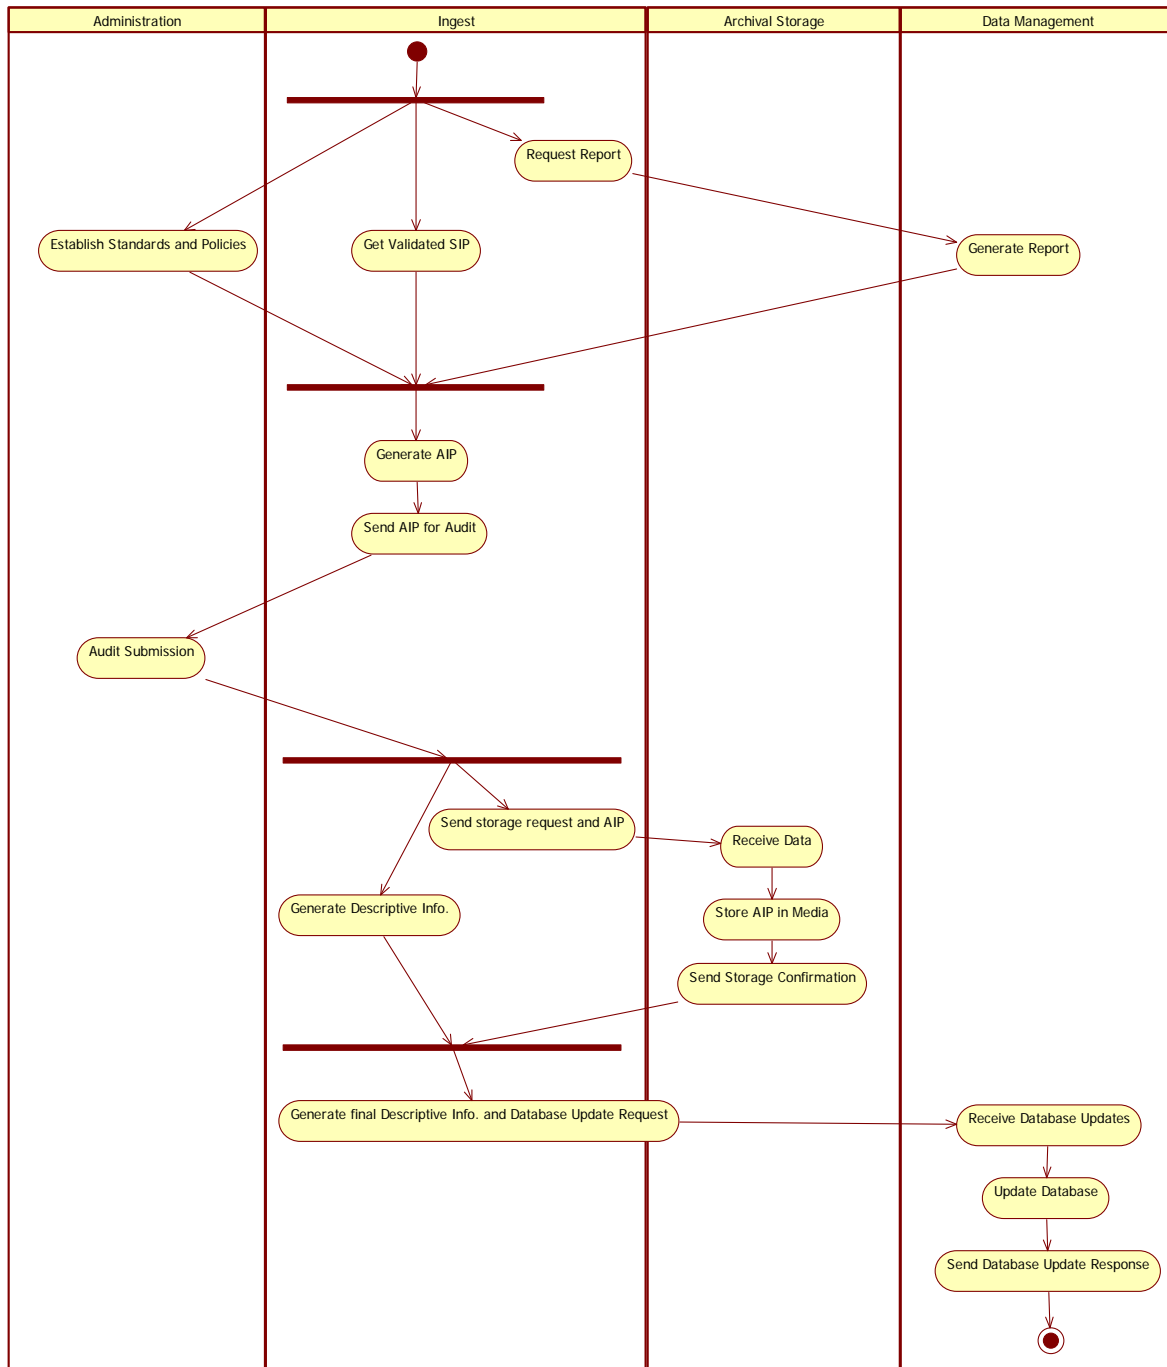 Administration
Ingest
Archival Storage
Data Management
Request Report
Establish Standards and Policies
Get Validated SIP
Generate Report
Generate AIP
Send AIP for Audit
Audit Submission
Send storage request and AIP
Receive Data
Generate Descriptive Info.
Store AIP in Media
Send Storage Confirmation
Generate final Descriptive Info. and Database Update Request
Receive Database Updates
Update Database
Send Database Update Response